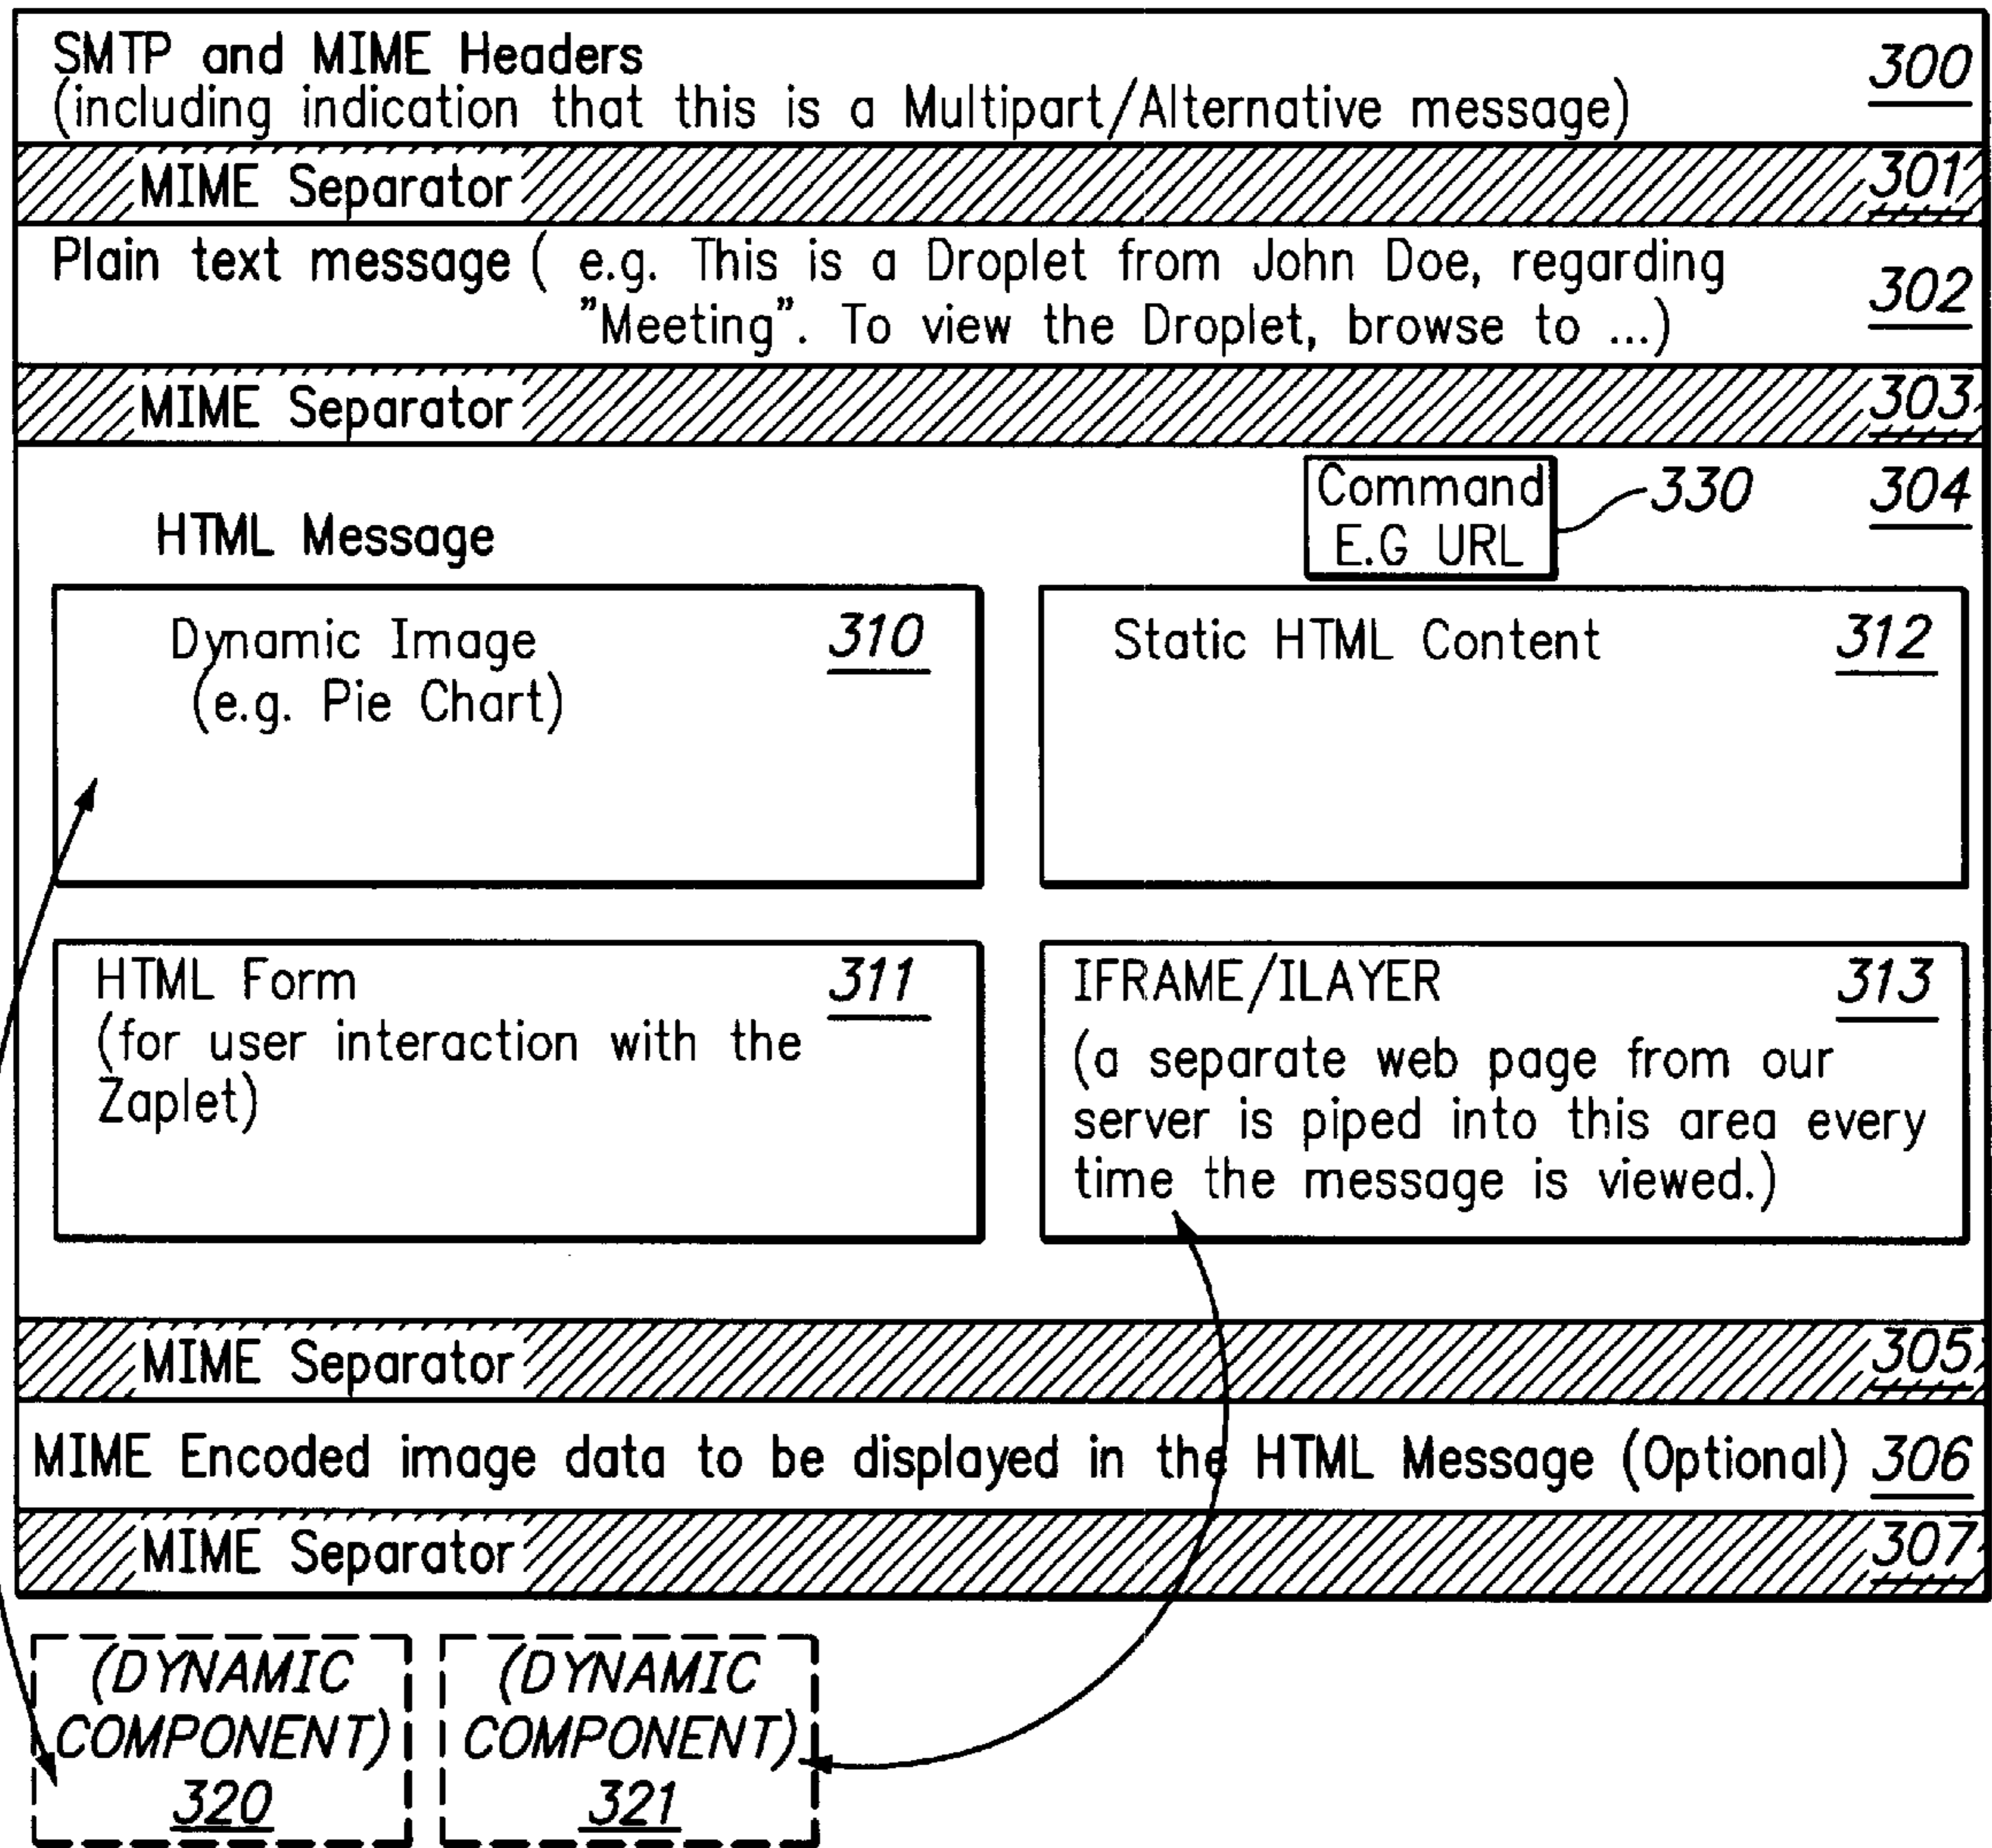 SMTP and MIME Headers
(including indication that this is a Multipart/Alternative message) 300
MIME Separator 301
Plain text message ( e.g. This is a Droplet from John Doe, regarding
"Meeting". To view the Droplet, browse to ...) 302
MIME Separator 303
Command 330 304
E.G URL
HTML Message
Dynamic Image 310
(e.g. Pie Chart)
Static HTML Content 312
HTML Form 311
(for user interaction with the
Zaplet)
IFRAME/ILAYER 313
(a separate web page from our
server is piped into this area every
time the message is viewed.)
MIME Separator 305
MIME Encoded image data to be displayed in the HTML Message (Optional) 306
MIME Separator 307
(DYNAMIC
COMPONENT)
320
(DYNAMIC
COMPONENT)
321